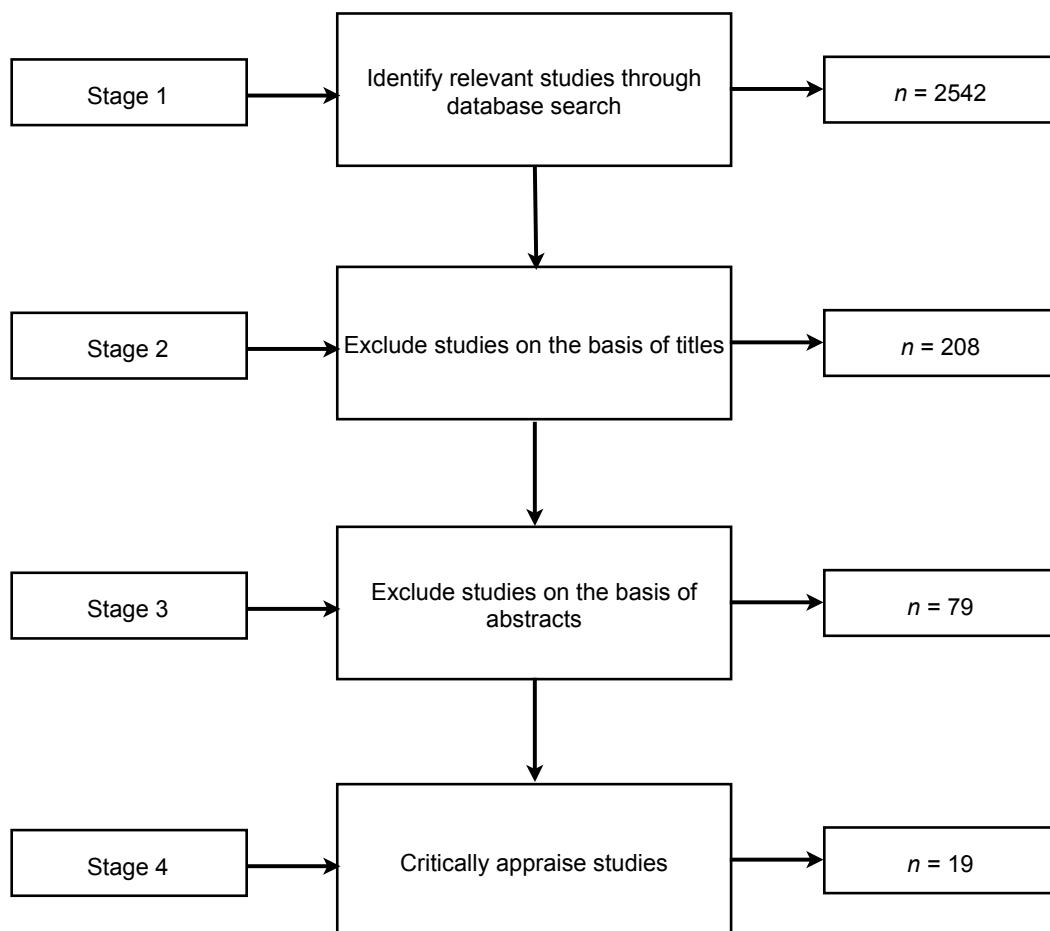 Stage 1
Identify relevant studies through
database search
n = 2542
Stage 2
Exclude studies on the basis of titles
n = 208
Stage 3
Exclude studies on the basis of
abstracts
n = 79
Stage 4
Critically appraise studies
n = 19